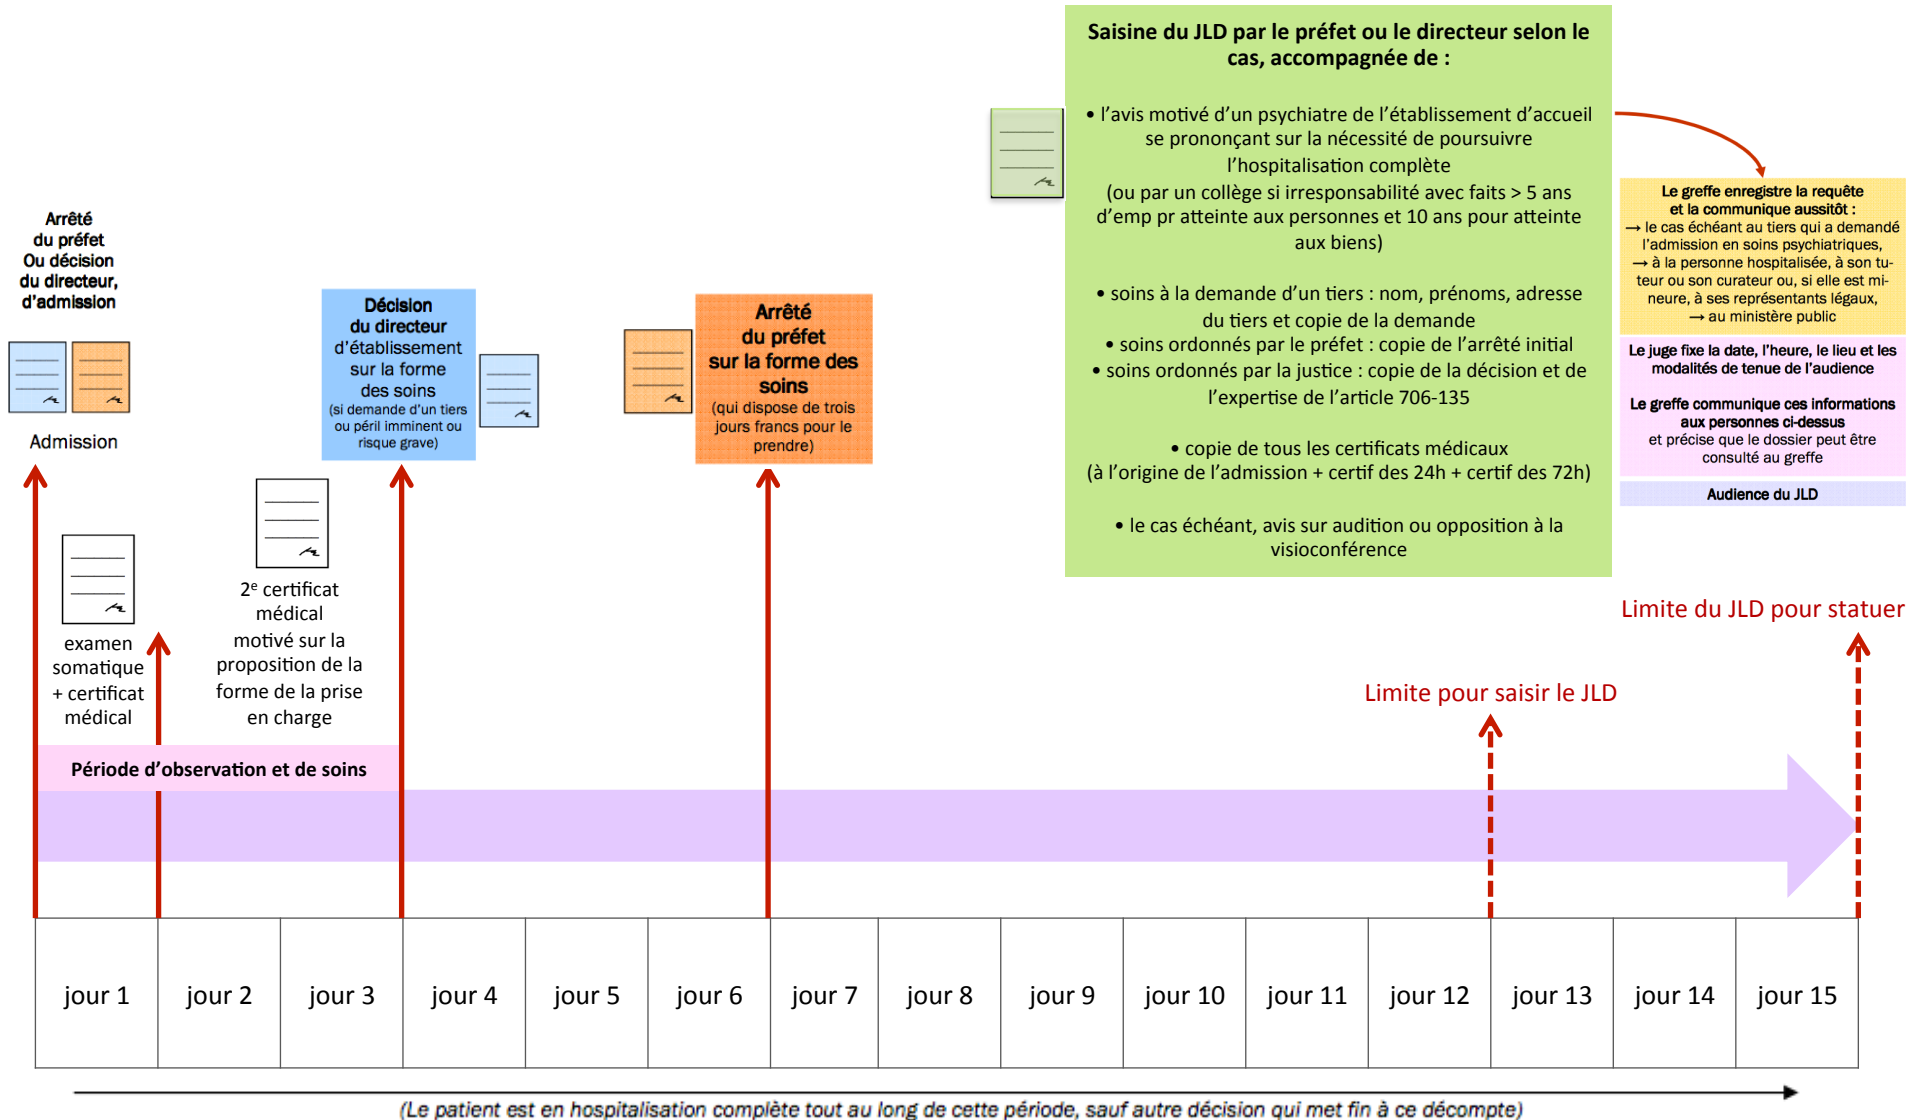 Arrêté
du préfet
Ou décision
du directeur,
d'admission
Admission
examen
somatique
+ certificat
médical
2e certificat
médical
motivé sur la
proposition de la
forme de la prise
en charge
Décision
du directeur
d'établissement
sur la forme
des soins
(si demande d'un tiers
ou péril imminent ou
risque grave)
Arrêté
du préfet
sur la forme des
soins
(qui dispose de trois
jours francs pour le
prendre)
Saisine du JLD par le préfet ou le directeur selon le
cas, accompagnée de :
• l'avis motivé d'un psychiatre de l'établissement d'accueil
se prononçant sur la nécessité de poursuivre
l'hospitalisation complète
(ou par un collège si irresponsabilité avec faits > 5 ans
d'emp pr atteinte aux personnes et 10 ans pour atteinte
aux biens)
• soins à la demande d'un tiers : nom, prénoms, adresse
du tiers et copie de la demande
• soins ordonnés par le préfet : copie de l'arrêté initial
• soins ordonnés par la justice : copie de la décision et de
l'expertise de l'article 706-135
• copie de tous les certificats médicaux
(à l'origine de l'admission + certif des 24h + certif des 72h)
• le cas échéant, avis sur audition ou opposition à la
visioconférence
Le greffe enregistre la requête
et la communique aussitôt :
→ le cas échéant au tiers qui a demandé
l'admission en soins psychiatriques,
→ à la personne hospitalisée, à son tu-
teur ou son curateur ou, si elle est mi-
neure, à ses représentants légaux,
→ au ministère public
Le juge fixe la date, l'heure, le lieu et les
modalités de tenue de l'audience
Le greffe communique ces informations
aux personnes ci-dessus
et précise que le dossier peut être
consulté au greffe
Audience du JLD
Limite du JLD pour statuer
Limite pour saisir le JLD
Période d'observation et de soins
jour 1
jour 2
jour 3
jour 4
jour 5
jour 6
jour 7
jour 8
jour 9
jour 10
jour 11
jour 12
jour 13
jour 14
jour 15
(Le patient est en hospitalisation complète tout au long de cette période, sauf autre décision qui met fin à ce décompte)